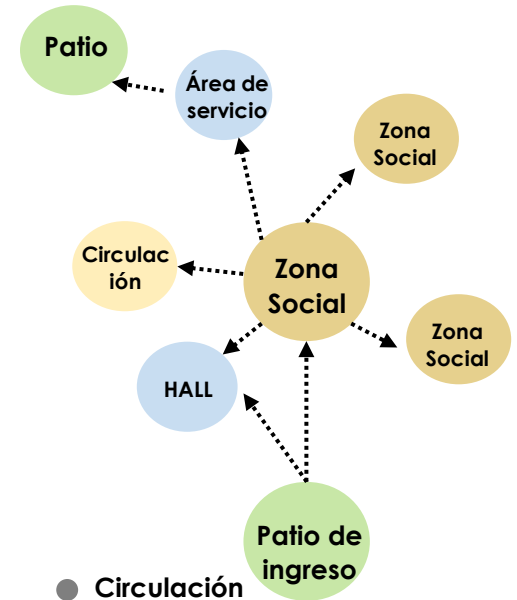 Patio
Área de
servicio
Zona
Social
Circulac
ión
Zona
Social
Zona
Social
HALL
Patio de
ingreso
Circulación